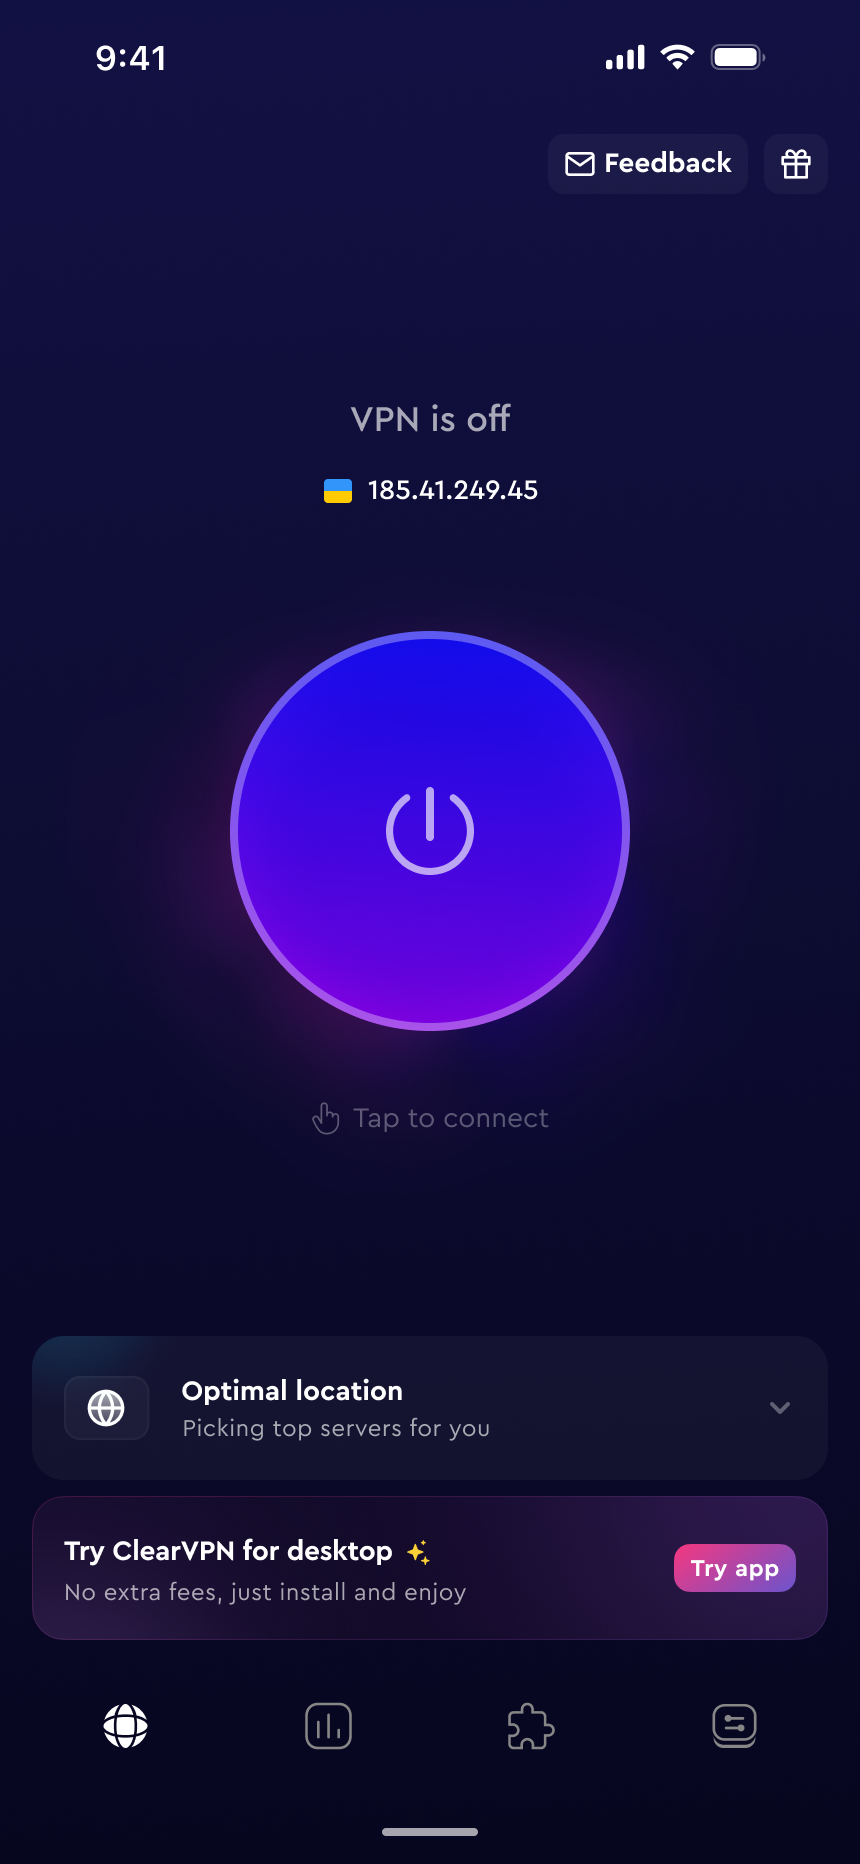 9:41
Feedback
VPN is off
185.41.249.45
Tap to connect
Optimal location
Picking top servers for you
Try ClearVPN for desktop
No extra fees, just install and enjoy
Try app